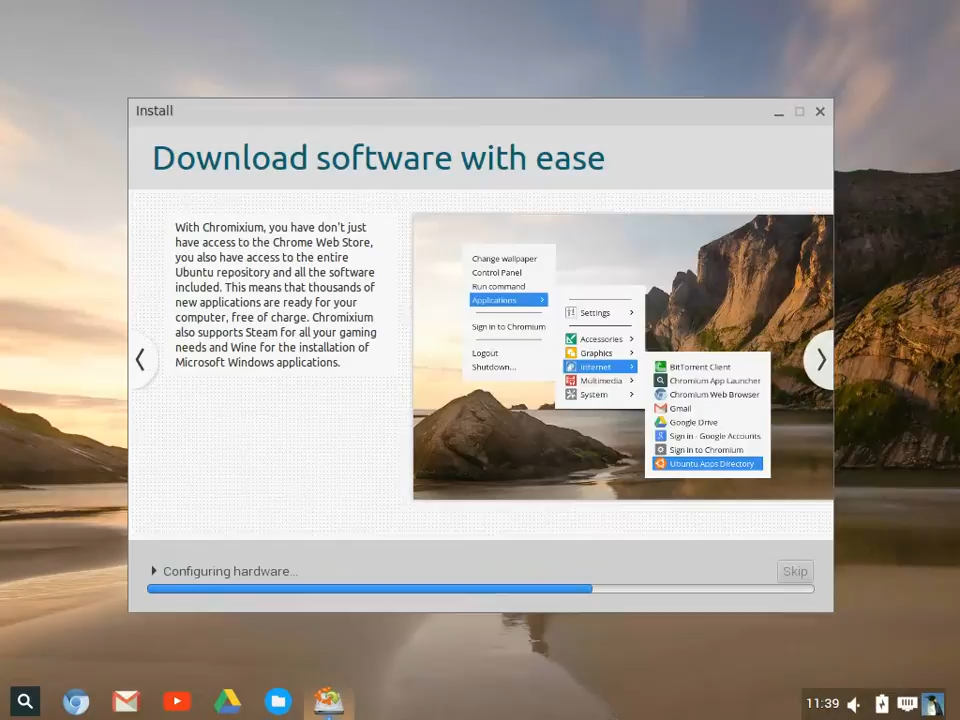 Install
Download software with ease
With Chromixium, you have don't just
have access to the Chrome Web Store,
you also have access to the entire
Ubuntu repository and all the software
included. This means that thousands of
new applications are ready for your
computer, free of charge. Chromixium
also supports Steam for all your gaming
needs and Wine for the installation of
Microsoft Windows applications.
Change wallpaper
Control Panel
Run command
Applications
Sign in to Chromium
Logout
Shutdown...
Settings
Accessories
Graphics
Internet
Multimedia
System
BitTorrent Client
Chromium App Launcher
Chromium Web Browser
Gmail
Google Drive
Sign in - Google Accounts
Sign in to Chromium
Ubuntu Apps Directory
Configuring hardware...
Skip
11:39